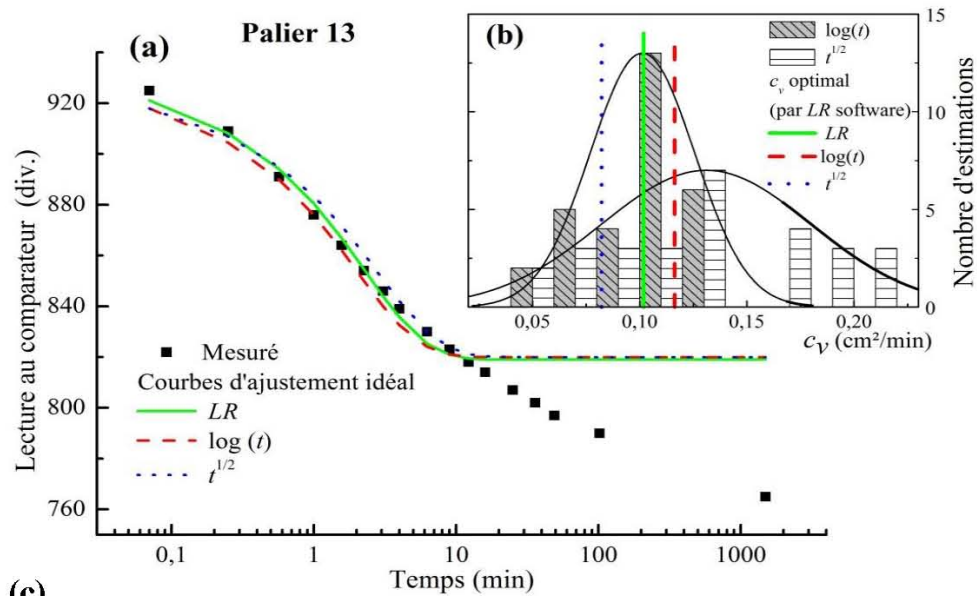 (a)
Palier 13
Lecture au comparateur (div.)
920
880
840
800
760
Mesuré
Courbes d'ajustement idéal
LR
log (t)
t^1/2
0,1
1
10
100
1000
Temps (min)
(b)
log(t)
t^1/2
c_v optimal
(par LR software)
LR
log(t)
t^1/2
15
10
5
0
Nombre d'estimations
0,05
0,10
0,15
0,20
c_v (cm²/min)
(c)